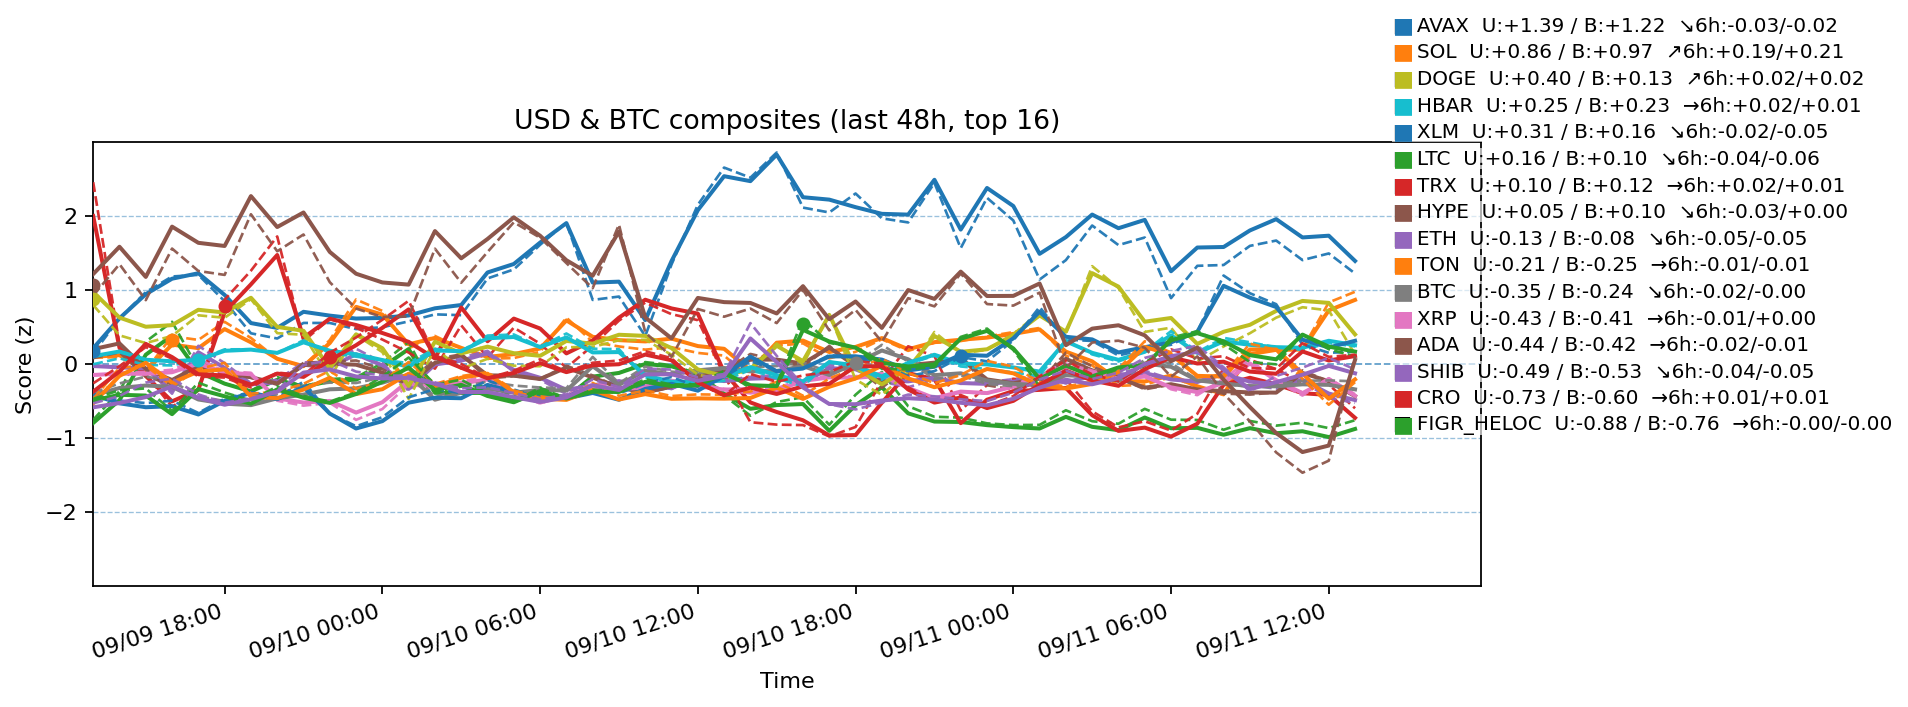 AVAX  U:+1.39 / B:+1.22  ↘6h:-0.03/-0.02
SOL  U:+0.86 / B:+0.97  ↗6h:+0.19/+0.21
DOGE  U:+0.40 / B:+0.13  ↗6h:+0.02/+0.02
HBAR  U:+0.25 / B:+0.23  →6h:+0.02/+0.01
XLM  U:+0.31 / B:+0.16  ↘6h:-0.02/-0.05
LTC  U:+0.16 / B:+0.10  ↘6h:-0.04/-0.06
TRX  U:+0.10 / B:+0.12  →6h:+0.02/+0.01
HYPE  U:+0.05 / B:+0.10  ↘6h:-0.03/+0.00
ETH  U:-0.13 / B:-0.08  ↘6h:-0.05/-0.05
TON  U:-0.21 / B:-0.25  →6h:-0.01/-0.01
BTC  U:-0.35 / B:-0.24  ↘6h:-0.02/-0.00
XRP  U:-0.43 / B:-0.41  →6h:-0.01/+0.00
ADA  U:-0.44 / B:-0.42  →6h:-0.02/-0.01
SHIB  U:-0.49 / B:-0.53  ↘6h:-0.04/-0.05
CRO  U:-0.73 / B:-0.60  →6h:+0.01/+0.01
FIGR_HELOC  U:-0.88 / B:-0.76  →6h:-0.00/-0.00
USD & BTC composites (last 48h, top 16)
Score (z)
2
1
0
−1
−2
09/09 18:00
09/10 00:00
09/10 06:00
09/10 12:00
09/10 18:00
09/11 00:00
09/11 06:00
09/11 12:00
Time